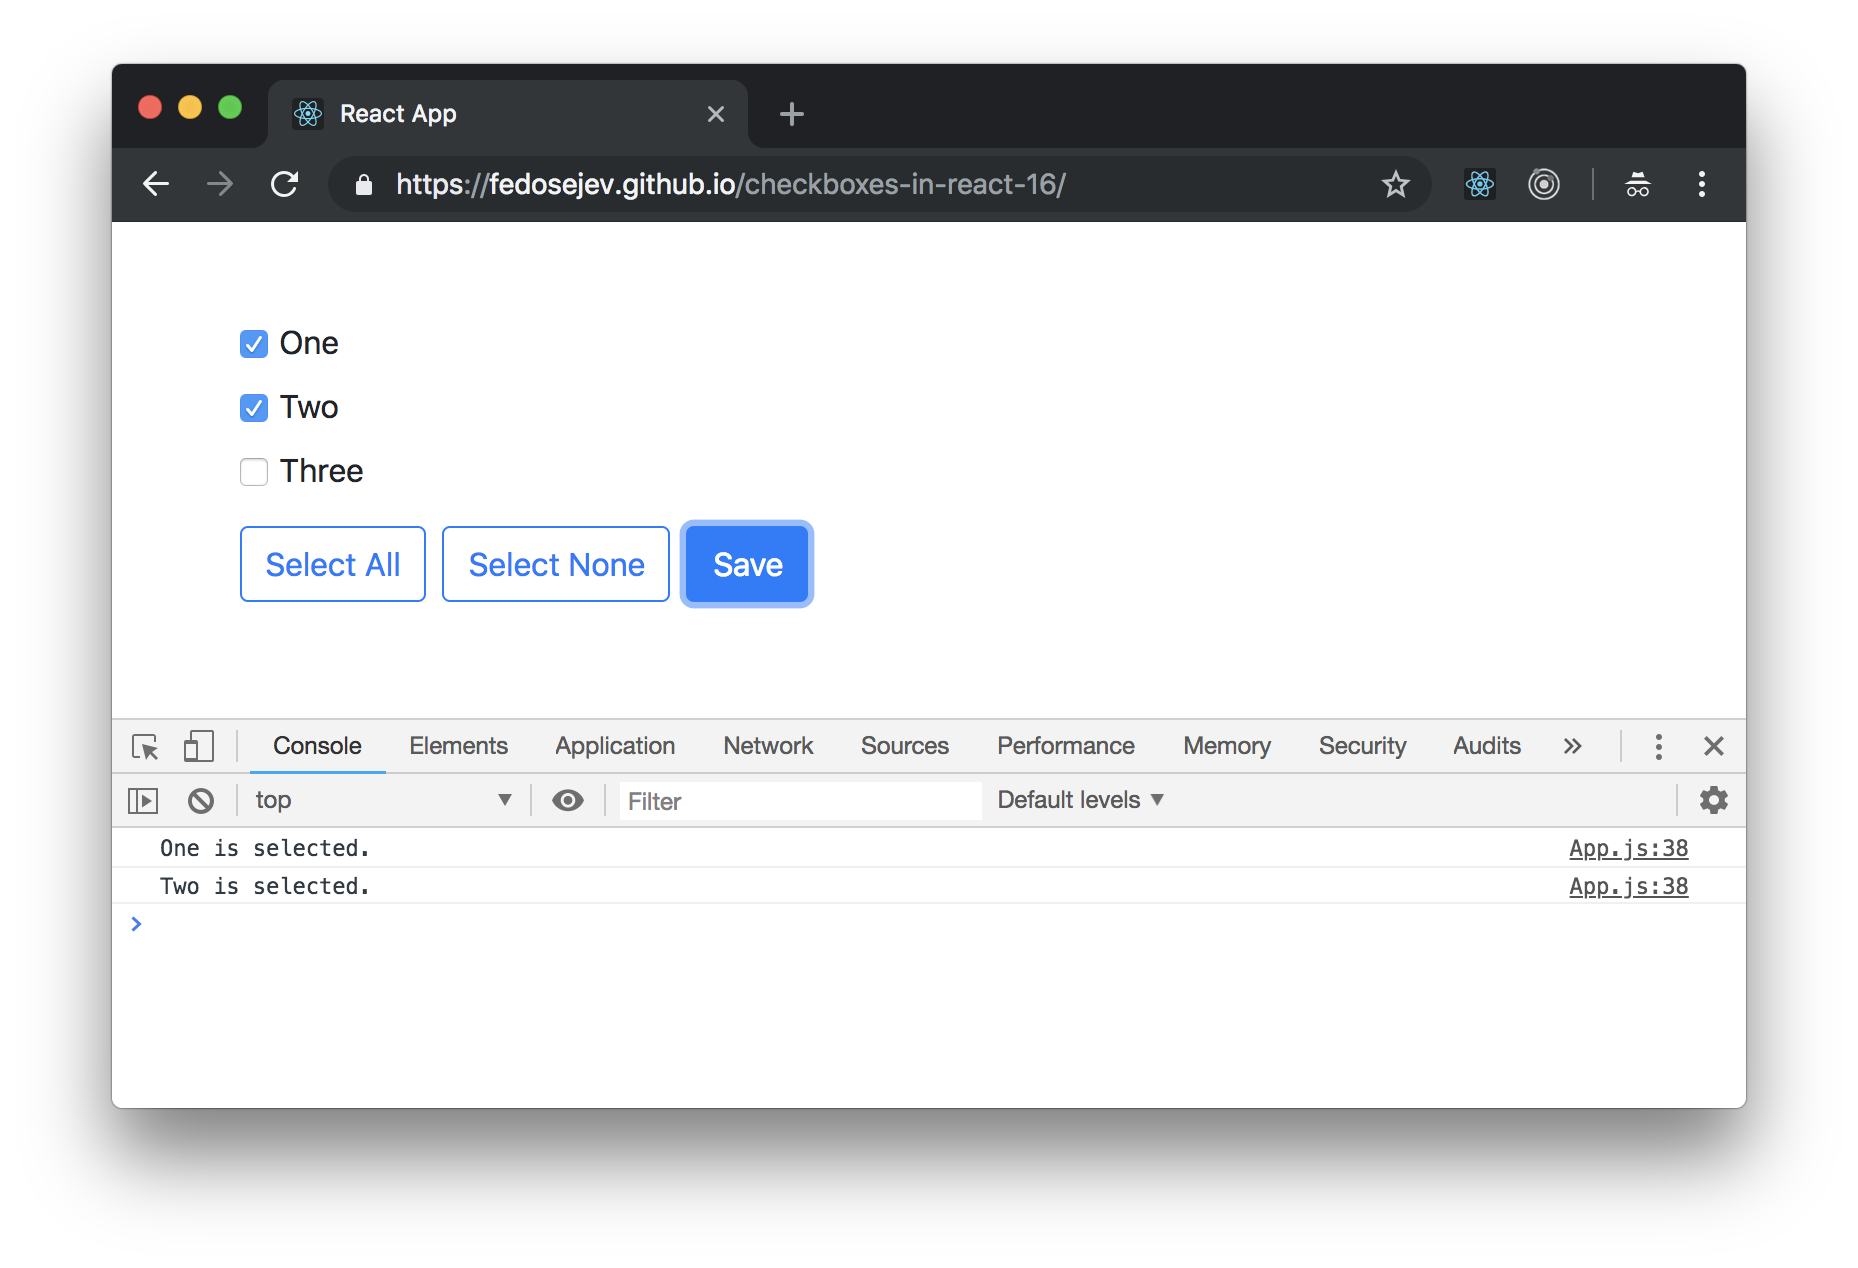 React App
https://fedosejev.github.io/checkboxes-in-react-16/
One
Two
Three
Select All Select None Save
Console Elements Application Network Sources Performance Memory Security Audits
top Filter Default levels
One is selected. App.js:38
Two is selected. App.js:38